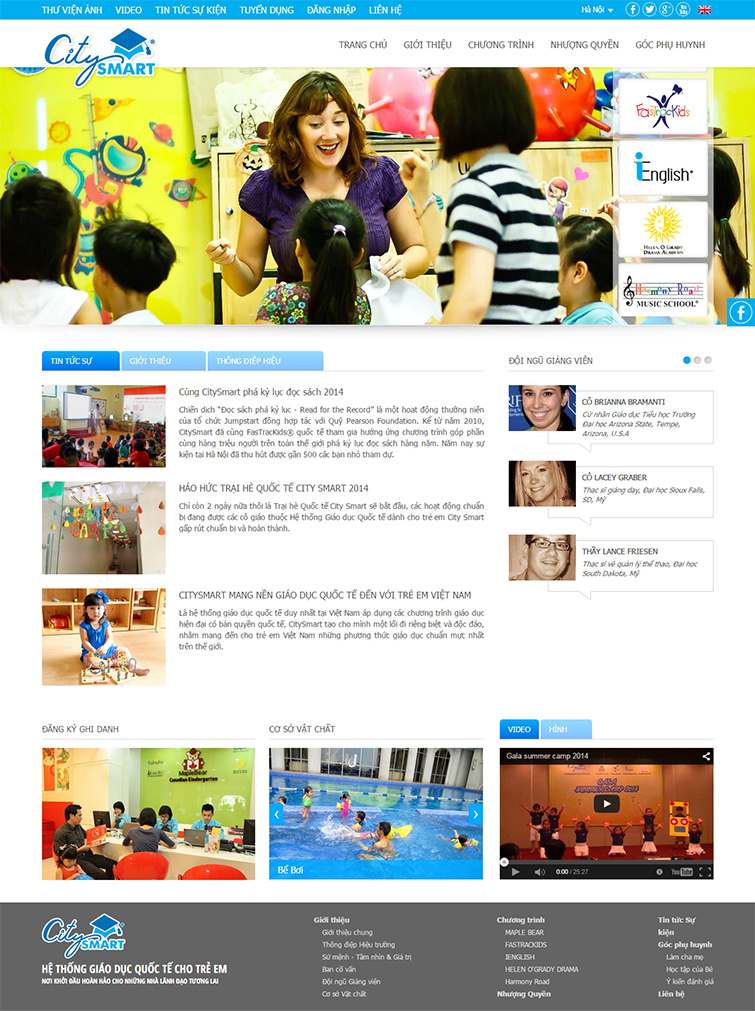 THƯ VIỆN ẢNH VIDEO TIN TỨC SỰ KIỆN TUYỂN DỤNG ĐĂNG NHẬP LIÊN HỆ Hà Nội
City SMART
TRANG CHỦ GIỚI THIỆU CHƯƠNG TRÌNH NHƯỢNG QUYỀN GÓC PHỤ HUYNH
FasTracKids
iEnglish
HELEN O'GRADY
DRAMA ACADEMY
Harmony Road
MUSIC SCHOOL
TIN TỨC SỰ GIỚI THIỆU THÔNG ĐIỆP HIỆU
Cùng CitySmart phá kỷ lục đọc sách 2014
Chiến dịch “Đọc sách phá kỷ lục - Read for the Record” là một hoạt động thường niên
của tổ chức Jumpstart đồng hợp tác với Quỹ Pearson Foundation. Kể từ năm 2010,
CitySmart đã cùng FasTracKids® quốc tế tham gia hưởng ứng chương trình góp phần
cùng hàng triệu người trên toàn thế giới phá kỷ lục đọc sách hàng năm. Năm nay sự
kiện tại Hà Nội đã thu hút được gần 500 các bạn nhỏ tham dự.
HÁO HỨC TRẠI HÈ QUỐC TẾ CITY SMART 2014
Chỉ còn 2 ngày nữa thôi là Trại hè Quốc tế City Smart sẽ bắt đầu, các hoạt động chuẩn
bị đang được các cô giáo thuộc Hệ thống Giáo dục Quốc tế dành cho trẻ em City Smart
gấp rút chuẩn bị và hoàn thành.
CITYSMART MANG NỀN GIÁO DỤC QUỐC TẾ ĐẾN VỚI TRẺ EM VIỆT NAM
Là hệ thống giáo dục quốc tế duy nhất tại Việt Nam áp dụng các chương trình giáo dục
hiện đại có bản quyền quốc tế, CitySmart tạo cho mình một lối đi riêng biệt và độc đáo,
nhằm mang đến cho trẻ em Việt Nam những phương thức giáo dục chuẩn mực nhất
trên thế giới.
ĐỘI NGŨ GIẢNG VIÊN
CÔ BRIANNA BRAMANTI
Cử nhân Giáo dục Tiểu học Trường
Đại học Arizona State, Tempe,
Arizona, U.S.A
CÔ LACEY GRABER
Thạc sĩ giảng dạy, Đại học Sioux Falls,
SD, Mỹ
THẦY LANCE FRIESEN
Thạc sĩ về quản lý thể thao, Đại học
South Dakota, Mỹ
ĐĂNG KÝ GHI DANH
MapleBear
Canadian Kindergarten
CƠ SỞ VẬT CHẤT
Bể Bơi
VIDEO HÌNH
Gala summer camp 2014
GALA
SUMMER CAMP 2014
0:00 / 25:27 YouTube
City SMART
HỆ THỐNG GIÁO DỤC QUỐC TẾ CHO TRẺ EM
NƠI KHỞI ĐẦU HOÀN HẢO CHO NHỮNG NHÀ LÃNH ĐẠO TƯƠNG LAI
Giới thiệu
Giới thiệu chung
Thông điệp Hiệu trưởng
Sứ mệnh - Tầm nhìn & Giá trị
Ban cố vấn
Đội ngũ Giảng viên
Cơ sở Vật chất
Chương trình
MAPLE BEAR
FASTRACKIDS
IENGLISH
HELEN O'GRADY DRAMA
Harmony Road
Nhượng Quyền
Tin tức Sự
kiện
Góc phụ huynh
Làm cha mẹ
Học tập của Bé
Ý kiến đánh giá
Liên hệ